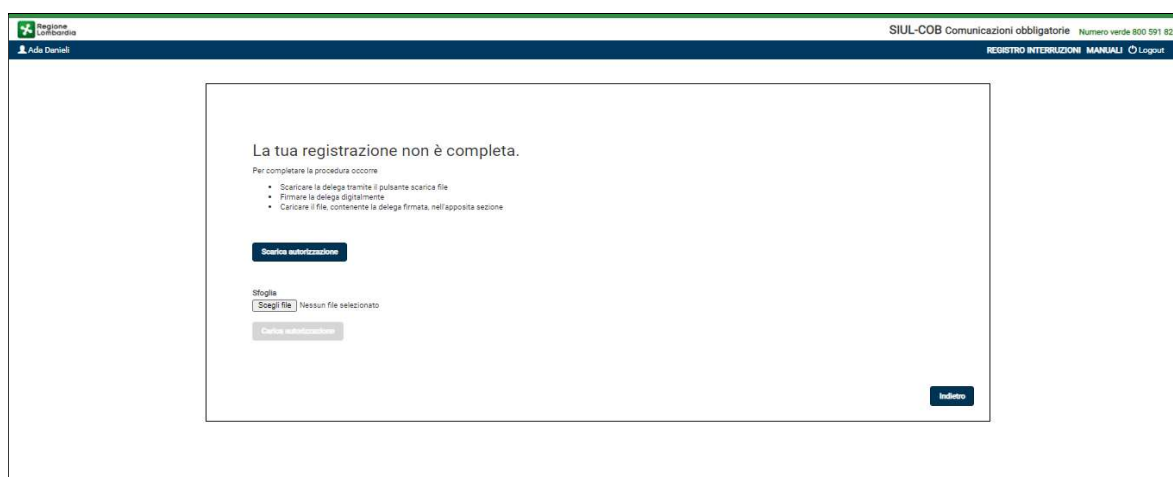 Regione
Lombardia
SIUL-COB Comunicazioni obbligatorie Numero verde 800 591 82
Ada Danieli
REGISTRO INTERRUZIONI MANUALI Logout
La tua registrazione non è completa.
Per completare la procedura occorre
Scaricare la delega tramite il pulsante scarica file
Firmare la delega digitalmente
Caricare il file, contenente la delega firmata, nell'apposita sezione
Scarica autorizzazione
Sfoglia
Scegli file Nessun file selezionato
Carica autorizzazione
Indietro